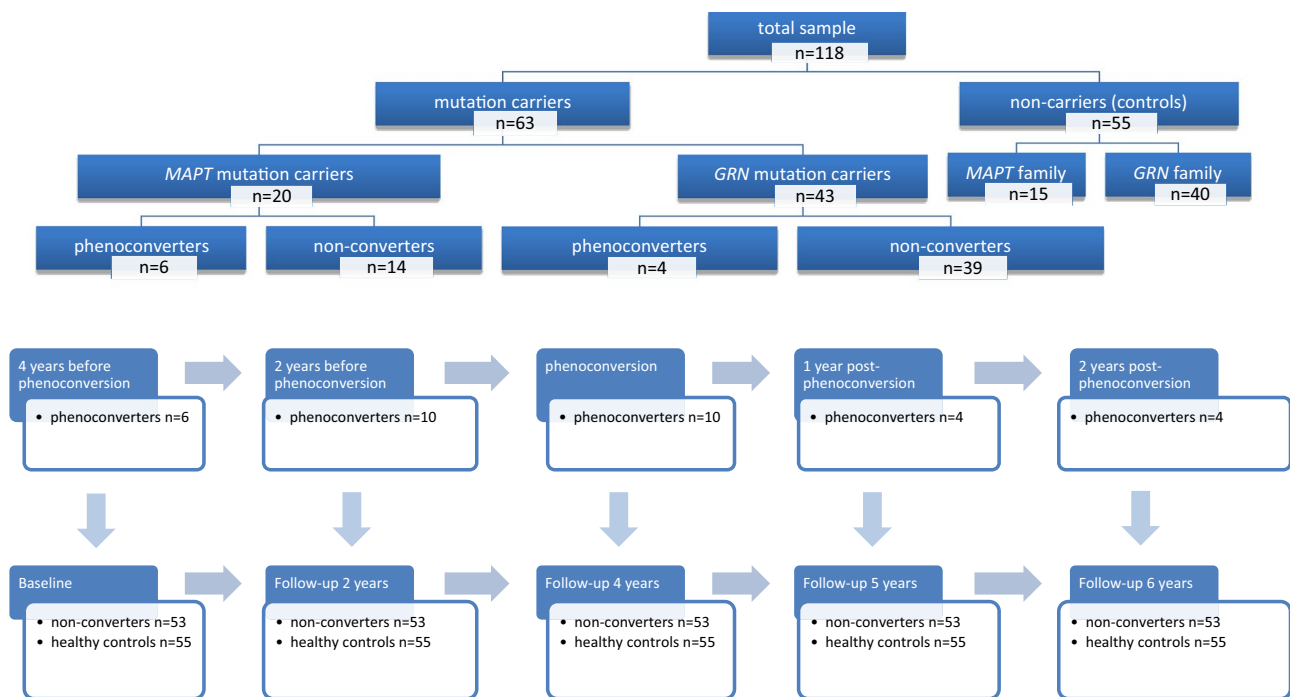 total sample
n=118
mutation carriers
n=63
non-carriers (controls)
n=55
MAPT mutation carriers
n=20
GRN mutation carriers
n=43
MAPT family
n=15
GRN family
n=40
phenoconverters
n=6
non-converters
n=14
phenoconverters
n=4
non-converters
n=39
4 years before
phenoconversion
• phenoconverters n=6
2 years before
phenoconversion
• phenoconverters n=10
phenoconversion
• phenoconverters n=10
1 year post-
phenoconversion
• phenoconverters n=4
2 years post-
phenoconversion
• phenoconverters n=4
Baseline
• non-converters n=53
• healthy controls n=55
Follow-up 2 years
• non-converters n=53
• healthy controls n=55
Follow-up 4 years
• non-converters n=53
• healthy controls n=55
Follow-up 5 years
• non-converters n=53
• healthy controls n=55
Follow-up 6 years
• non-converters n=53
• healthy controls n=55